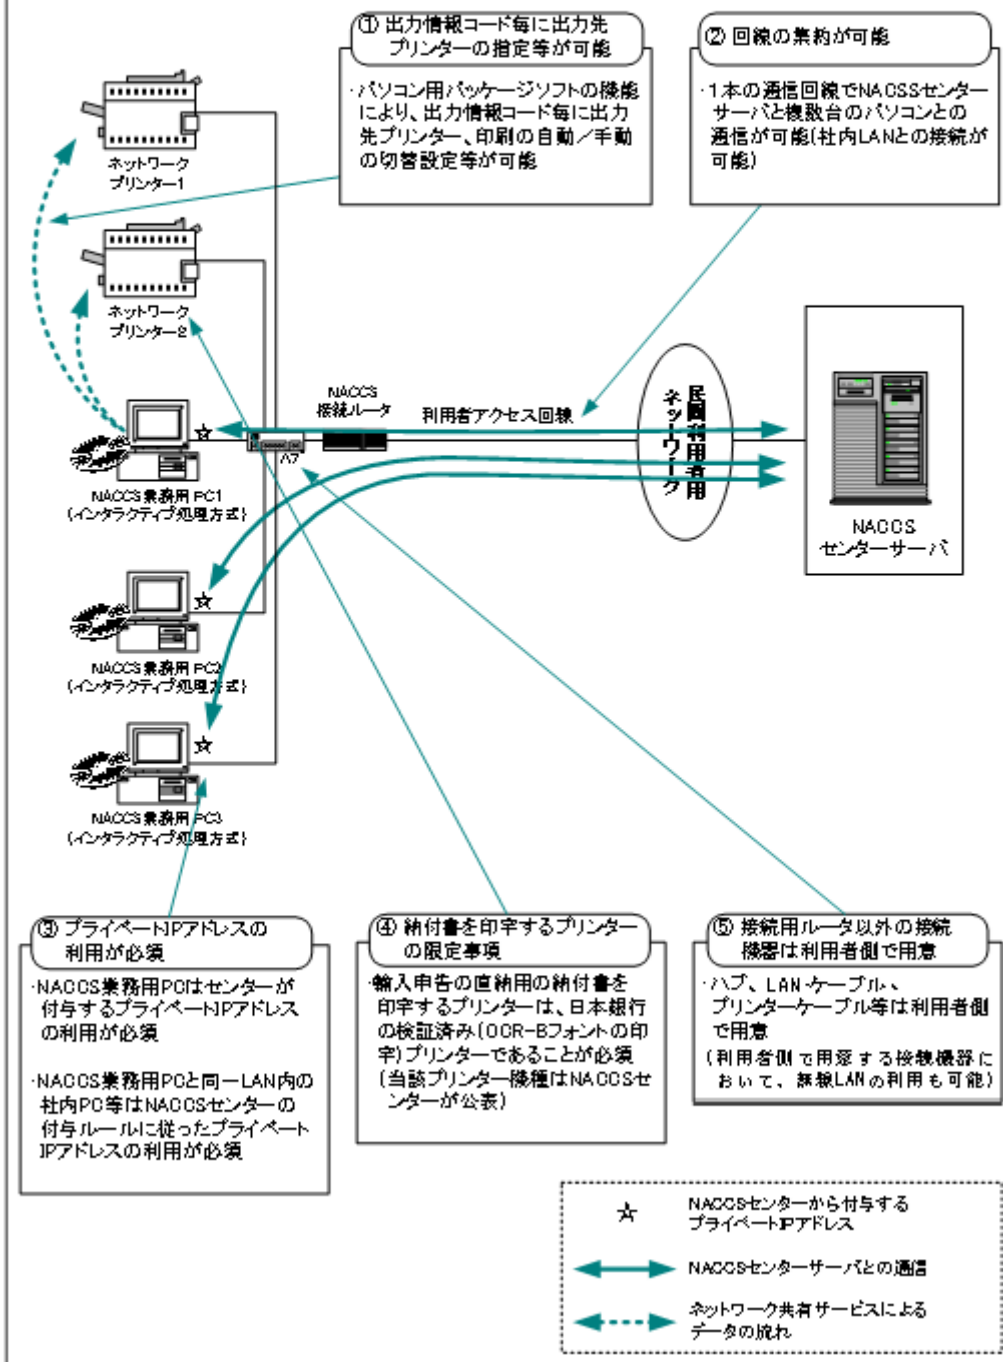 ① 出力情報コード毎に出力先
プリンターの指定等が可能
・パソコン用パッケージソフトの機能
により、出力情報コード毎に出力
先プリンター、印刷の自動／手動
の切替設定等が可能
② 回線の集約が可能
・1本の通信回線でNACSSセンター
サーバと複数台のパソコンとの
通信が可能(社内LANとの接続が
可能)
ネットワーク
プリンター1
ネットワーク
プリンター2
NACCS
接続ルータ
利用者アクセス回線
民間利用者用
ネットワーク
NACCS
センターサーバ
ハブ
NACCS業務用 PC1
(インタラクティブ処理方式)
NACCS業務用 PC2
(インタラクティブ処理方式)
NACCS業務用 PC3
(インタラクティブ処理方式)
③ プライベートIPアドレスの
利用が必須
・NACCS業務用PCはセンターが
付与するプライベートIPアドレス
の利用が必須
・NACCS業務用PCと同一LAN内の
社内PC等はNACCSセンターの
付与ルールに従ったプライベート
IPアドレスの利用が必須
④ 納付書を印字するプリンター
の限定事項
・輸入申告の直納用の納付書を
印字するプリンターは、日本銀行
の検証済み(OCR-Bフォントの印
字)プリンターであることが必須
(当該プリンター機種はNACCSセ
ンターが公表)
⑤ 接続用ルータ以外の接続
機器は利用者側で用意
・ハブ、LANケーブル、
プリンターケーブル等は利用者側
で用意
(利用者側で用意する接続機器に
おいて、無線LANの利用も可能)
☆ NACCSセンターから付与する
プライベートIPアドレス
NACCSセンターサーバとの通信
ネットワーク共有サービスによる
データの流れ